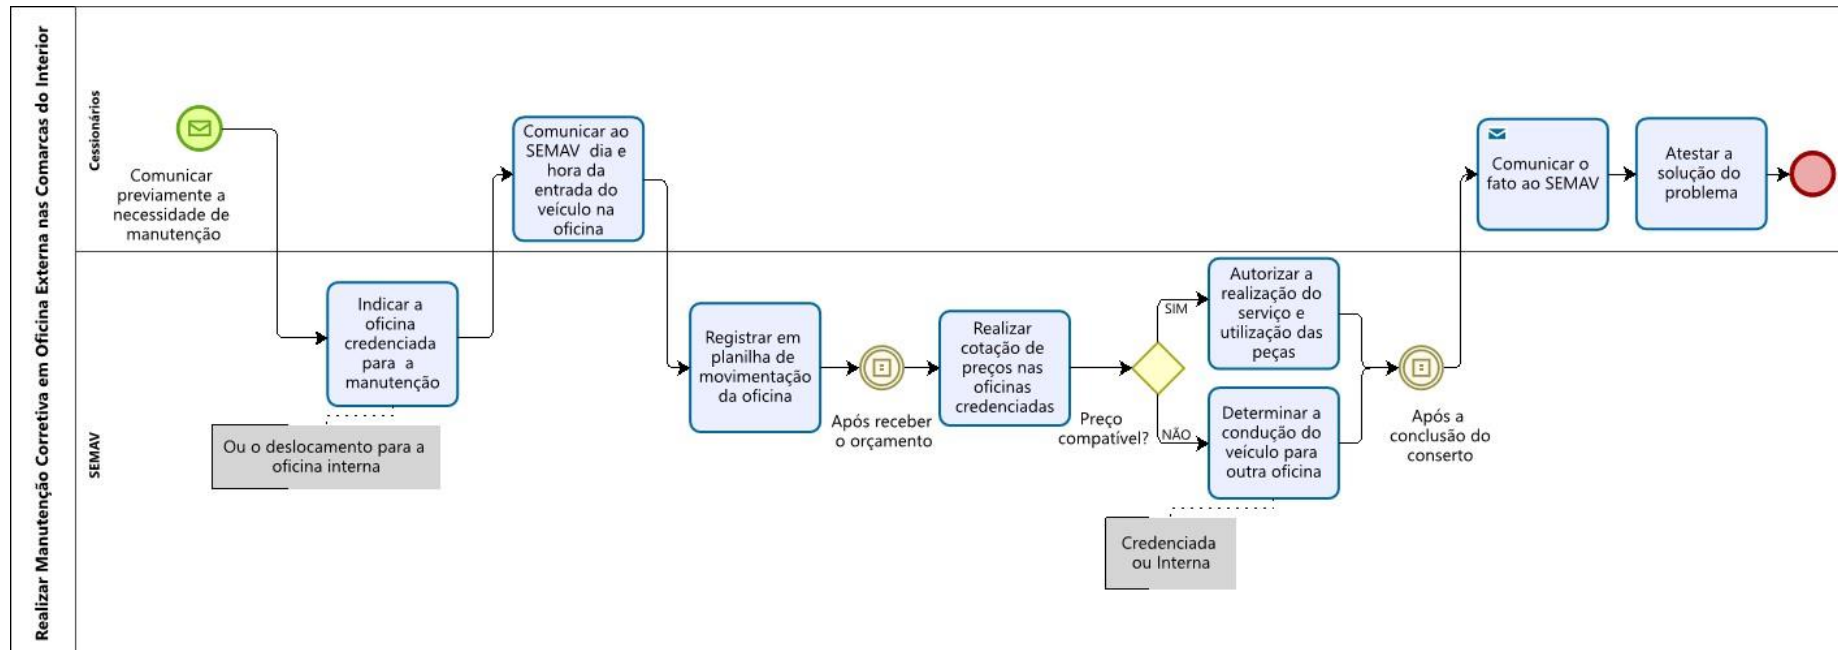 Realizar Manutenção Corretiva em Oficina Externa nas Comarcas do Interior
Cessionários
Comunicar
previamente a
necessidade de
manutenção
Comunicar ao
SEMAV dia e
hora da
entrada do
veículo na
oficina
Comunicar o
fato ao SEMAV
Atestar a
solução do
problema
SEMAV
Indicar a
oficina
credenciada
para a
manutenção
Ou o deslocamento para a
oficina interna
Registrar em
planilha de
movimentação
da oficina
Após receber
o orçamento
Realizar
cotação de
preços nas
oficinas
credenciadas
Preço
compatível?
SIM
NÃO
Autorizar a
realização do
serviço e
utilização das
peças
Determinar a
condução do
veículo para
outra oficina
Credenciada
ou Interna
Após a
conclusão do
conserto